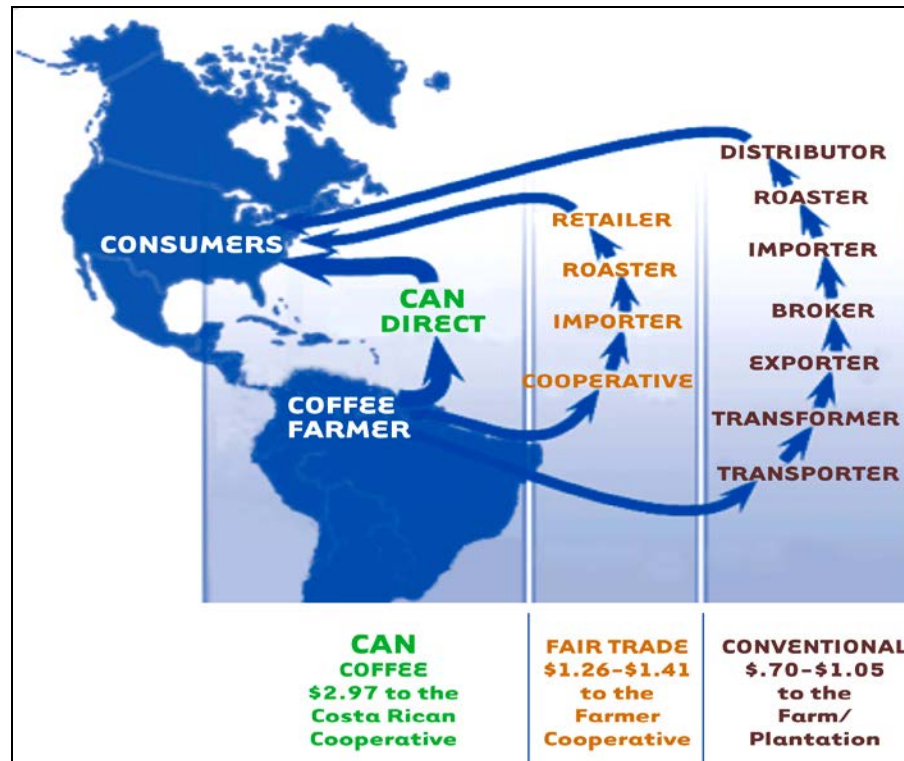 CONSUMERS
CAN
DIRECT
COFFEE
FARMER
RETAILER
ROASTER
IMPORTER
COOPERATIVE
DISTRIBUTOR
ROASTER
IMPORTER
BROKER
EXPORTER
TRANSFORMER
TRANSPORTER
CAN
COFFEE
$2.97 to the
Costa Rican
Cooperative
FAIR TRADE
$1.26-$1.41
to the
Farmer
Cooperative
CONVENTIONAL
$.70-$1.05
to the
Farm/
Plantation